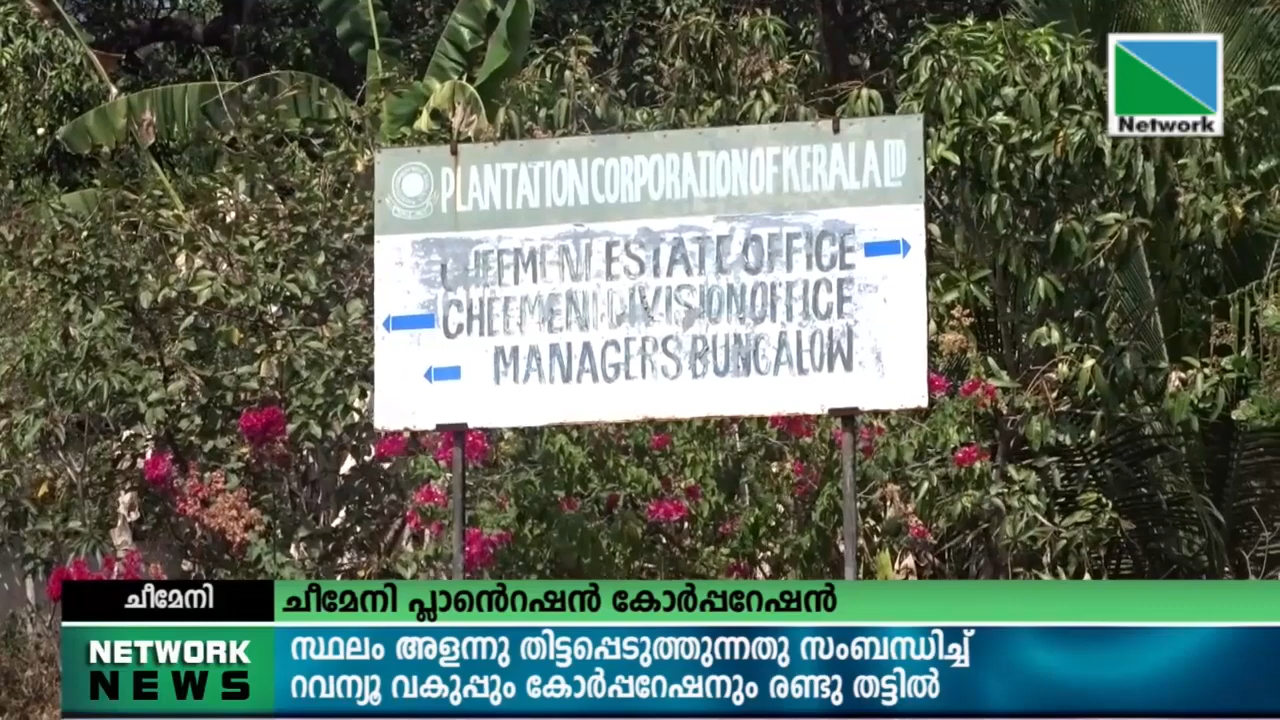 Network
PLANTATION CORPORATION OF KERALA LTD
CHEEMENI ESTATE OFFICE
CHEEMENI DIVISION OFFICE
MANAGERS BUNGALOW
ചീമേനി
ചീമേനി പ്ലാൻെറഷൻ കോർപ്പറേഷൻ
NETWORK
NEWS
സ്ഥലം അളന്നു തിട്ടപ്പെടുത്തുന്നതു സംബന്ധിച്ച്
റവന്യൂ വകുപ്പും കോർപ്പറേഷനും രണ്ടു തട്ടിൽ